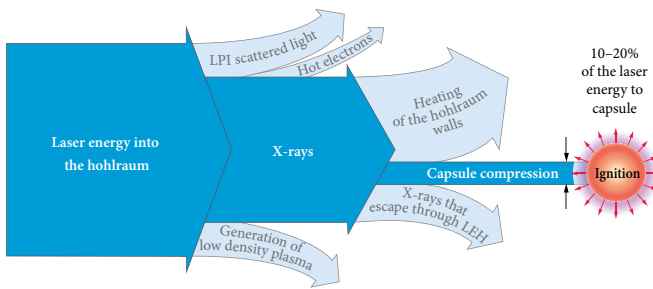 LPI scattered light
Hot electrons
10–20%
of the laser
energy to
capsule
Laser energy into
the hohlraum
X-rays
Heating
of the hohlraum
walls
Capsule compression
Ignition
X-rays that
escape through LEH
Generation of
low density plasma